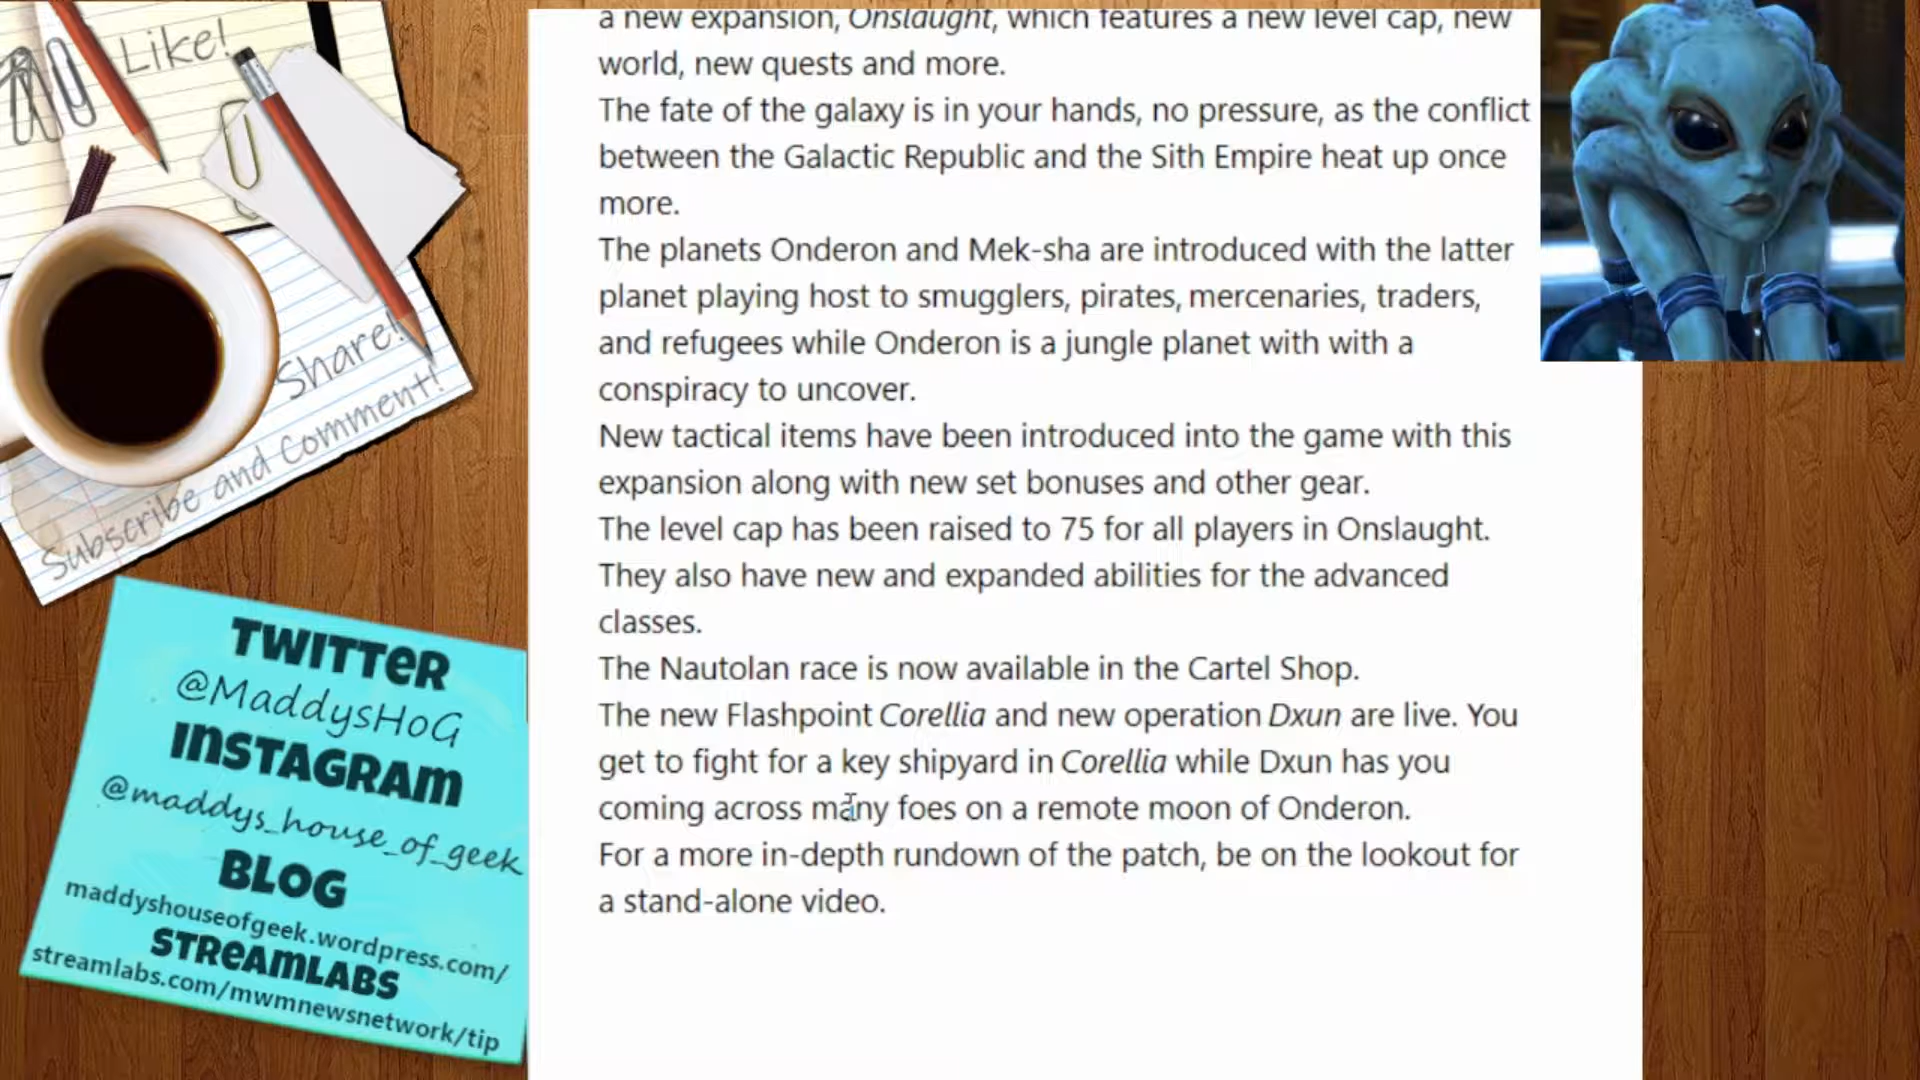 Like!
Share!
Subscribe and Comment!
TWITTER
@MaddysHoG
INSTAGRAM
@maddys_house_of_geek
BLOG
maddyshouseofgeek.wordpress.com/
STREAMLABS
streamlabs.com/mwmnewsnetwork/tip
a new expansion, Onslaught, which features a new level cap, new
world, new quests and more.
The fate of the galaxy is in your hands, no pressure, as the conflict
between the Galactic Republic and the Sith Empire heat up once
more.
The planets Onderon and Mek-sha are introduced with the latter
planet playing host to smugglers, pirates, mercenaries, traders,
and refugees while Onderon is a jungle planet with with a
conspiracy to uncover.
New tactical items have been introduced into the game with this
expansion along with new set bonuses and other gear.
The level cap has been raised to 75 for all players in Onslaught.
They also have new and expanded abilities for the advanced
classes.
The Nautolan race is now available in the Cartel Shop.
The new Flashpoint Corellia and new operation Dxun are live. You
get to fight for a key shipyard in Corellia while Dxun has you
coming across many foes on a remote moon of Onderon.
For a more in-depth rundown of the patch, be on the lookout for
a stand-alone video.